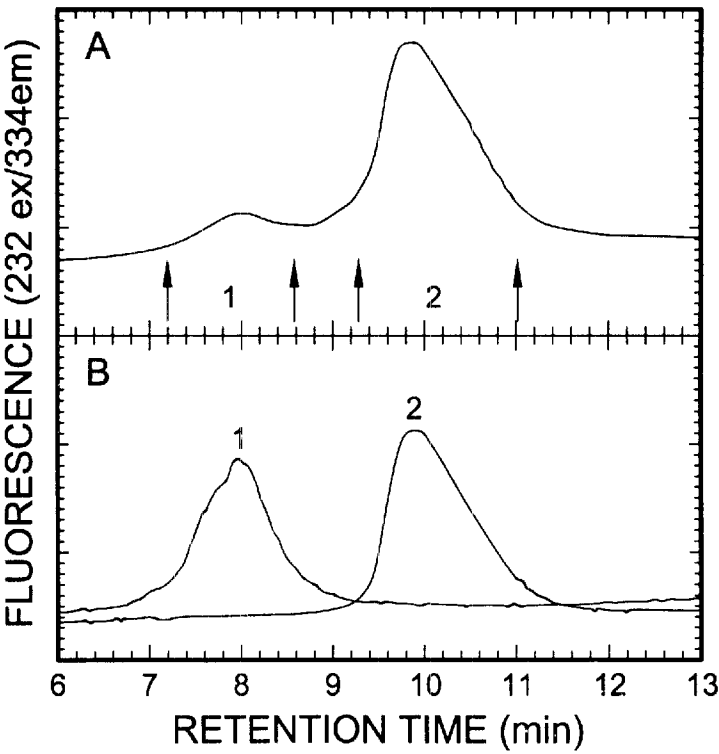 A
1
2
B
1
2
6 7 8 9 10 11 12 13
RETENTION TIME (min)
FLUORESCENCE (232 ex/334em)